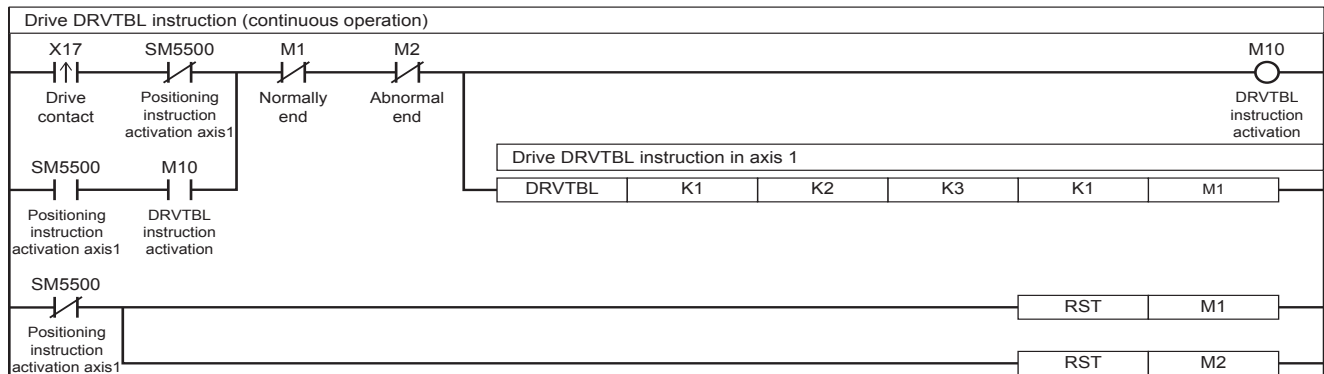 Drive DRVTBL instruction (continuous operation)
X17 SM5500 M1 M2 M10
Drive Positioning Normally Abnormal DRVTBL
contact instruction end end instruction
activation axis1 activation
SM5500 M10 Drive DRVTBL instruction in axis 1
DRVTBL K1 K2 K3 K1 M1
Positioning DRVTBL
instruction instruction
activation axis1 activation
SM5500
RST M1
Positioning
instruction
activation axis1 RST M2